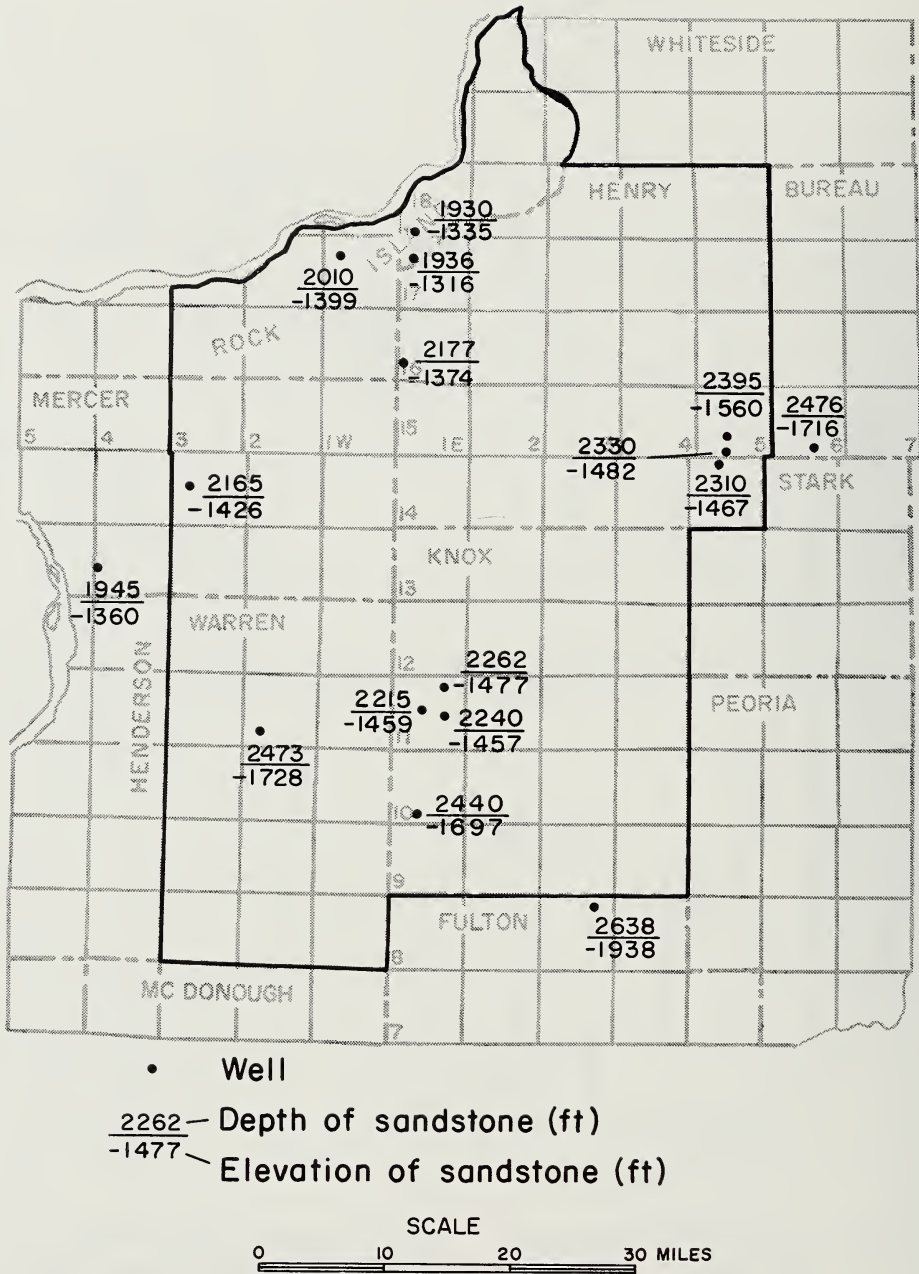 WHITESIDE
HENRY
BUREAU
18
1930
-1335
ISLAND
1936
-1316
2010
-1399
17
ROCK
2177
-1374
16
MERCER
2395
-1560
2476
-1716
5 4 3 2 1W 15 1E 2 4 5 6 7
2330
-1482
2310
-1467
STARK
2165
-1426
14
KNOX
1945
-1360
13
WARREN
HENDERSON
12
2262
-1477
2215
-1459
2240
-1457
PEORIA
11
2473
-1728
10
2440
-1697
9
FULTON
2638
-1938
8
MC DONOUGH
7
Well
2262
-1477
Depth of sandstone (ft)
Elevation of sandstone (ft)
SCALE
0 10 20 30 MILES